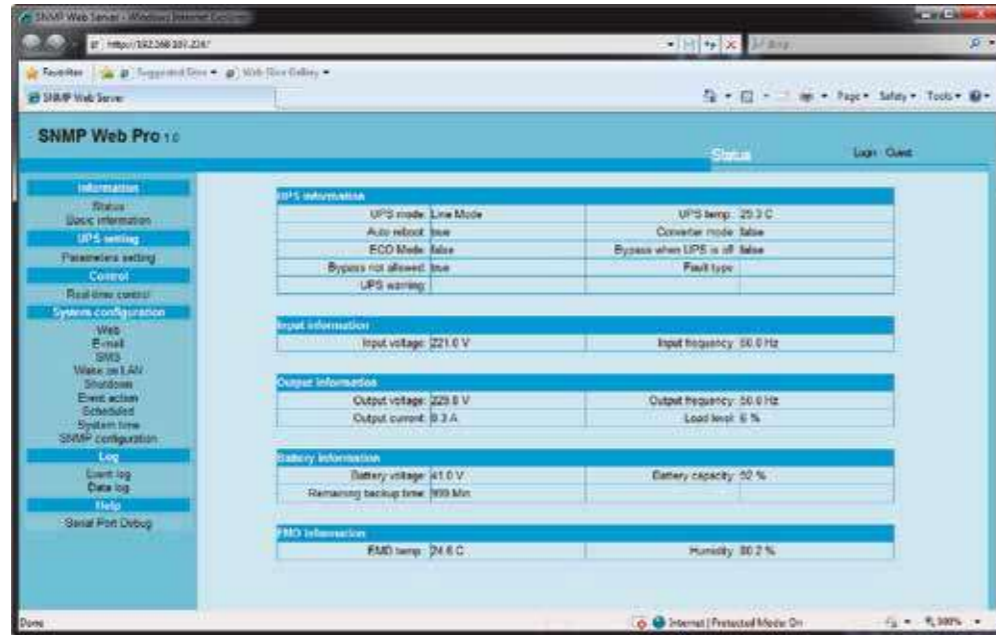 SNMP Web Server - Windows Internet Explorer
Favorites Suggested Sites Web Slice Gallery
SNMP Web Server
Page Safety Tools
SNMP Web Pro 1.0
Status Login : Guest
Information
Status
Basic information
UPS setting
Parameters setting
Control
Real-time control
System configuration
Web
E-mail
SMS
Wake on LAN
Shutdown
Event action
Scheduled
System time
SNMP configuration
Log
Event log
Data log
Help
Serial Port Debug
UPS information
UPS mode: Line Mode UPS temp.
Auto reboot: true Converter mode: false
ECO Mode: false Bypass when UPS is off: false
Bypass not allowed: true Fault type:
UPS warning:
Input information
Input voltage: 221.0 V Input frequency: 50.0 Hz
Output information
Output voltage: Output frequency: 50.0 Hz
Output current: 0.3 A Load level: 6 %
Battery information
Battery voltage: 41.0 V Battery capacity: 92 %
Remaining backup time: 999 Min
EMD information
EMD temp.: 24.6 C Humidity: 80.2 %
Done Internet | Protected Mode: On